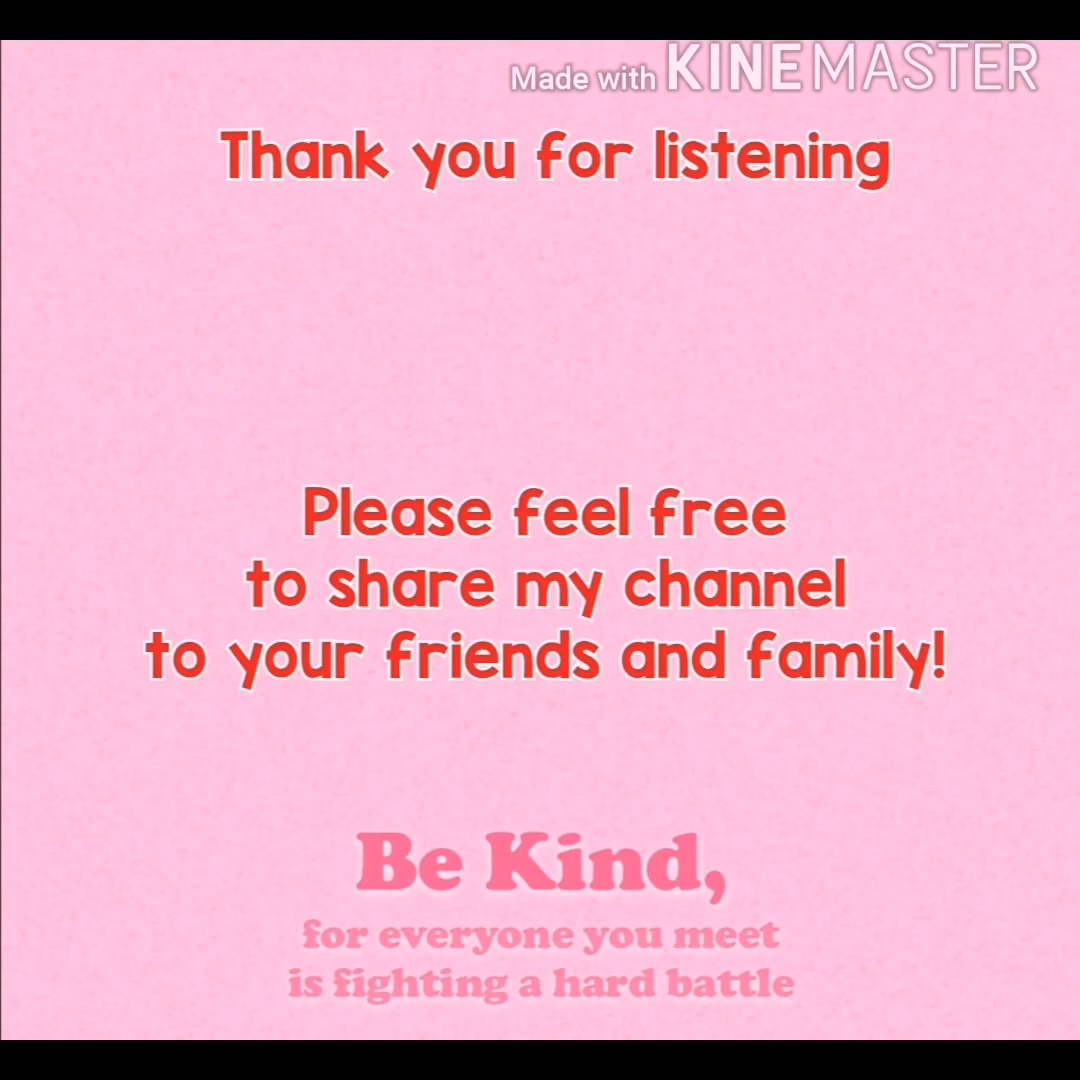 Made with KINEMASTER
Thank you for listening
Please feel free
to share my channel
to your friends and family!
Be Kind,
for everyone you meet
is fighting a hard battle